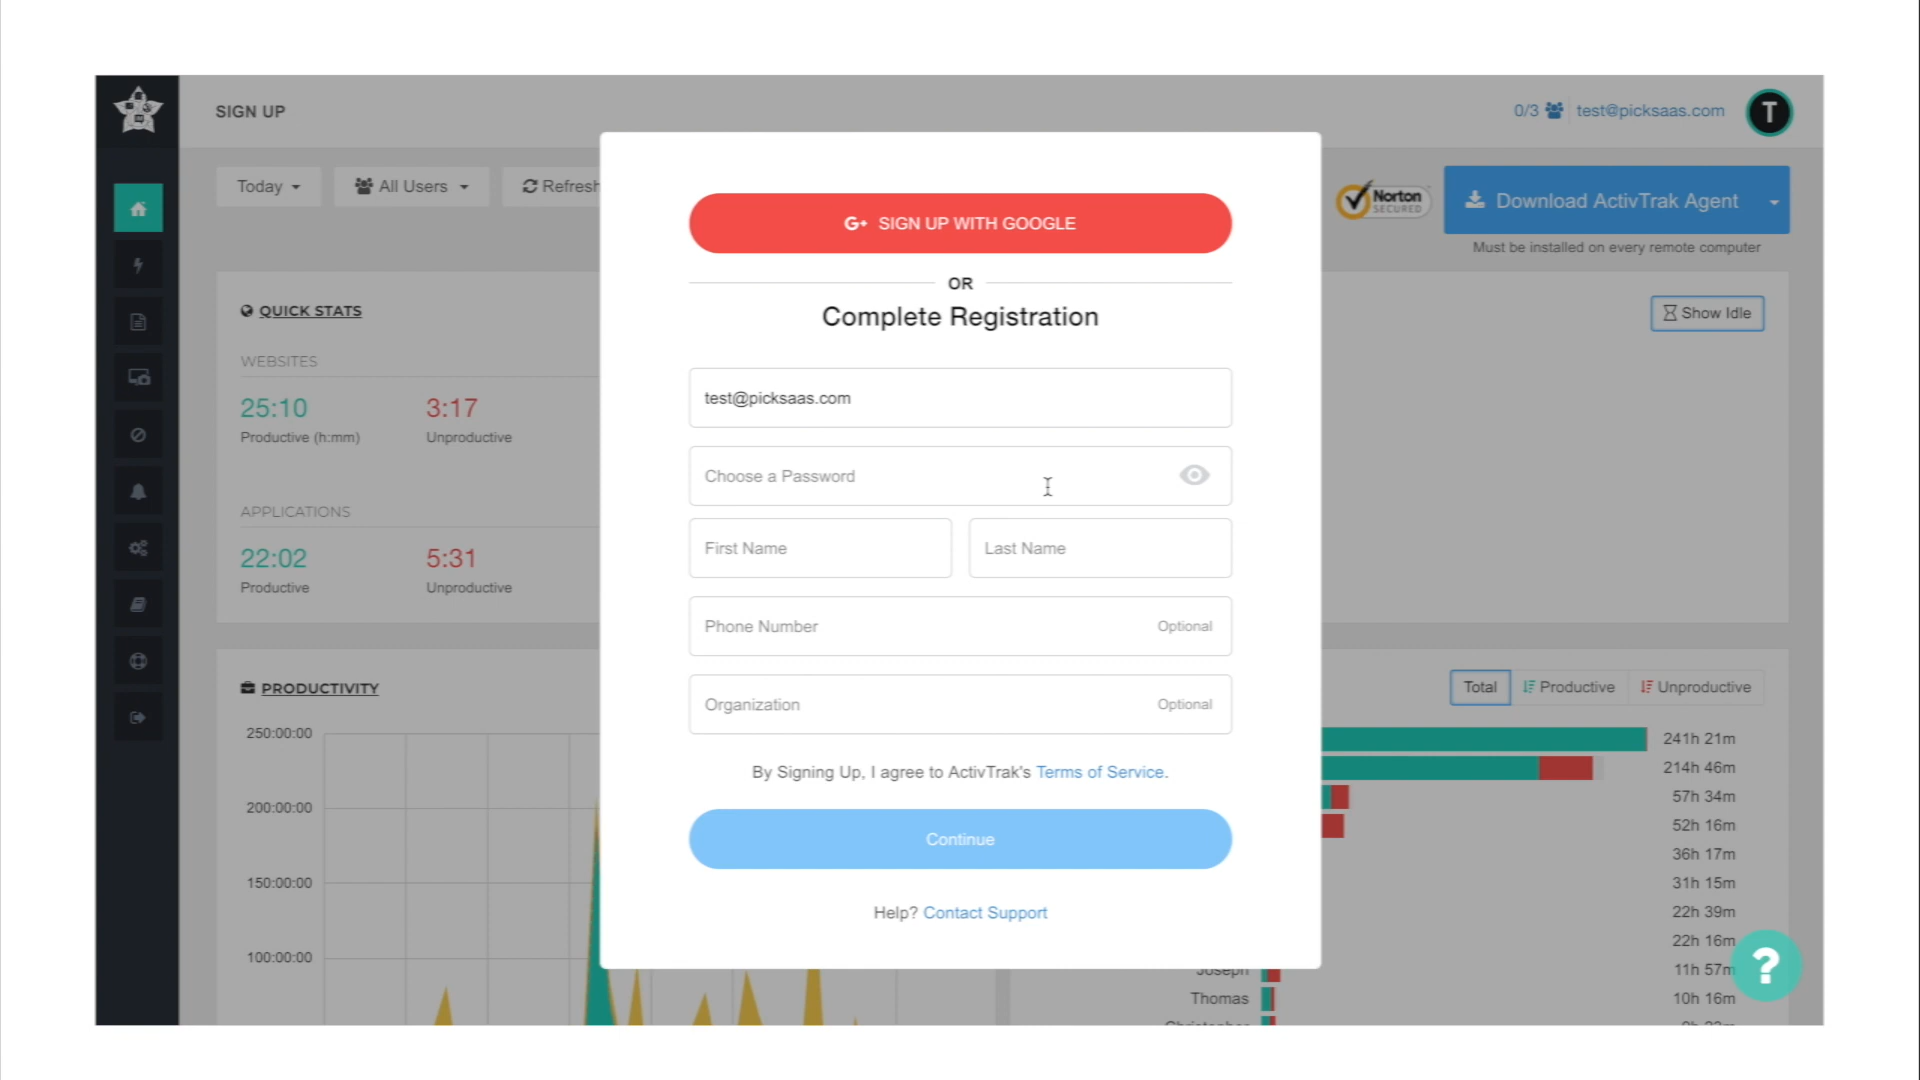 SIGN UP
0/3 test@picksaas.com T
Today All Users Refresh
Norton SECURED
Download ActivTrak Agent
Must be installed on every remote computer
G+ SIGN UP WITH GOOGLE
OR
Complete Registration
test@picksaas.com
Choose a Password
First Name Last Name
Phone Number Optional
Organization Optional
By Signing Up, I agree to ActivTrak's Terms of Service.
Continue
Help? Contact Support
QUICK STATS
Show Idle
WEBSITES
25:10 3:17
Productive (h:mm) Unproductive
APPLICATIONS
22:02 5:31
Productive Unproductive
PRODUCTIVITY
250:00:00
200:00:00
150:00:00
100:00:00
Total Productive Unproductive
241h 21m
214h 46m
57h 34m
52h 16m
36h 17m
31h 15m
22h 39m
22h 16m
Joseph 11h 57m
Thomas 10h 16m
?